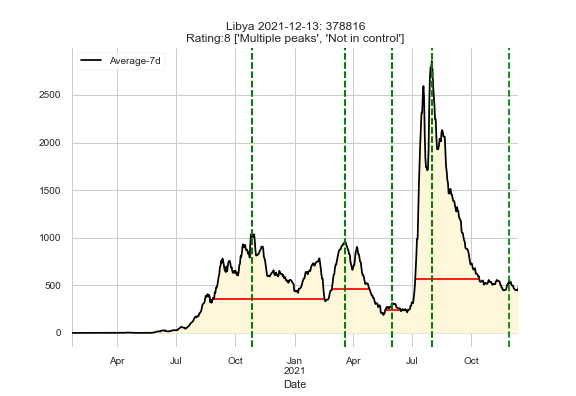 Libya 2021-12-13: 378816
Rating:8 ['Multiple peaks', 'Not in control']
Average-7d
2500
2000
1500
1000
500
0
Apr Jul Oct Jan Apr Jul Oct
2021
Date